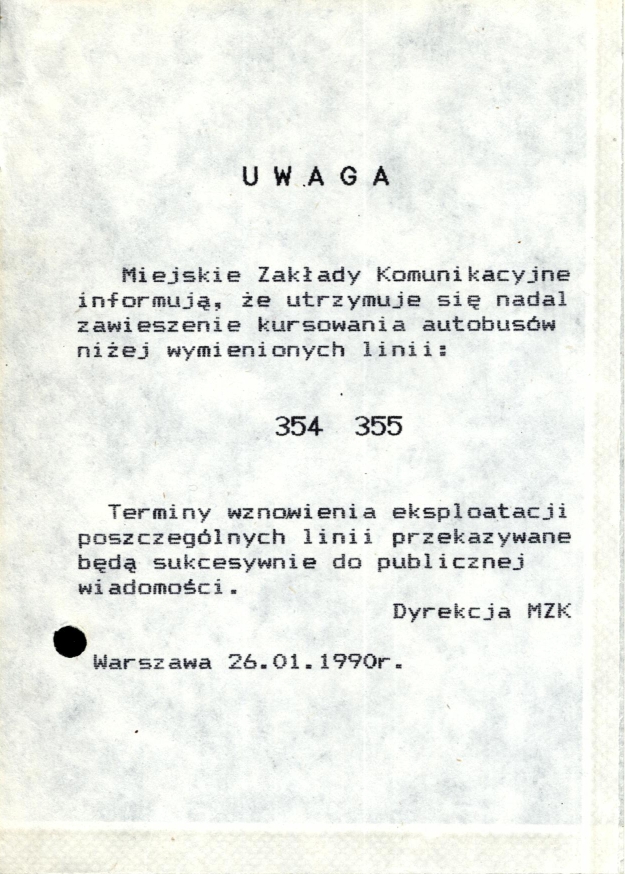 UWAGA
Miejskie Zakłady Komunikacyjne
informują, że utrzymuje się nadal
zawieszenie kursowania autobusów
niżej wymienionych linii:
354 355
Terminy wznowienia eksploatacji
poszczególnych linii przekazywane
będą sukcesywnie do publicznej
wiadomości.
Dyrekcja MZK
Warszawa 26.01.1990r.